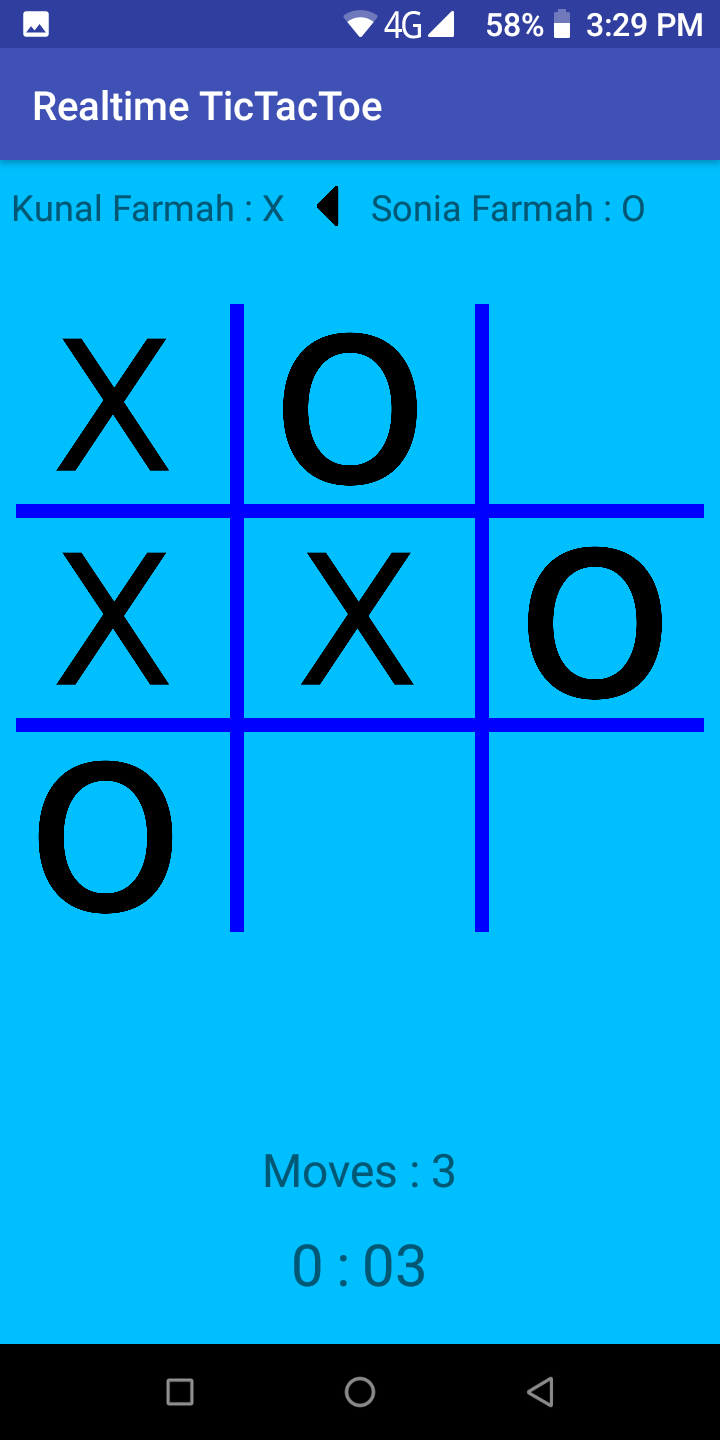 4G 58% 3:29 PM
Realtime TicTacToe
Kunal Farmah : X Sonia Farmah : O
X O
X X O
O
Moves : 3
0 : 03